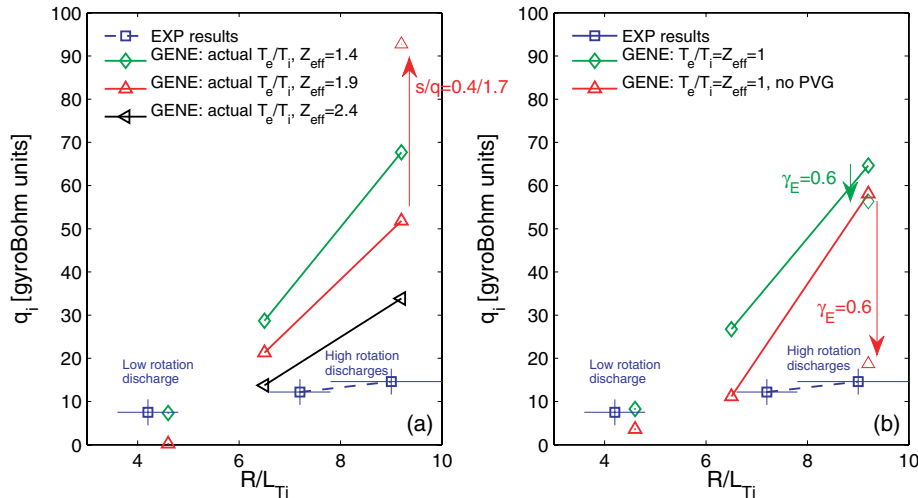 EXP results
GENE: actual T_e/T_i, Z_eff=1.4
GENE: actual T_e/T_i, Z_eff=1.9
GENE: actual T_e/T_i, Z_eff=2.4
s/q=0.4/1.7
Low rotation
discharge
High rotation
discharges
(a)
100
90
80
70
60
50
40
30
20
10
0
4
6
8
10
q_i [gyroBohm units]
R/L_Ti
EXP results
GENE: T_e/T_i=Z_eff=1
GENE: T_e/T_i=Z_eff=1, no PVG
γ_E=0.6
γ_E=0.6
Low rotation
discharge
High rotation
discharges
(b)
100
90
80
70
60
50
40
30
20
10
0
4
6
8
10
q_i [gyroBohm units]
R/L_Ti